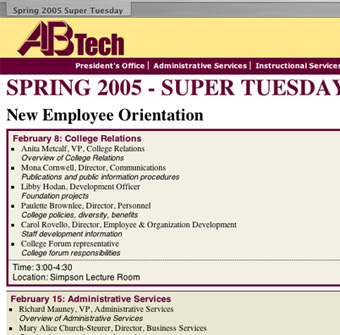 Spring 2005 Super Tuesday
AB Tech
President's Office | Administrative Services | Instructional Services
SPRING 2005 - SUPER TUESDAY
New Employee Orientation
February 8: College Relations
Anita Metcalf, VP, College Relations
Overview of College Relations
Mona Cornwell, Director, Communications
Publications and public information procedures
Libby Hodan, Development Officer
Foundation projects
Paulette Brownlee, Director, Personnel
College policies, diversity, benefits
Carol Rovello, Director, Employee & Organization Development
Staff development information
College Forum representative
College forum responsibilities
Time: 3:00-4:30
Location: Simpson Lecture Room
February 15: Administrative Services
Richard Mauney, VP, Administrative Services
Overview of Administrative Services
Mary Alice Church-Steurer, Director, Business Services